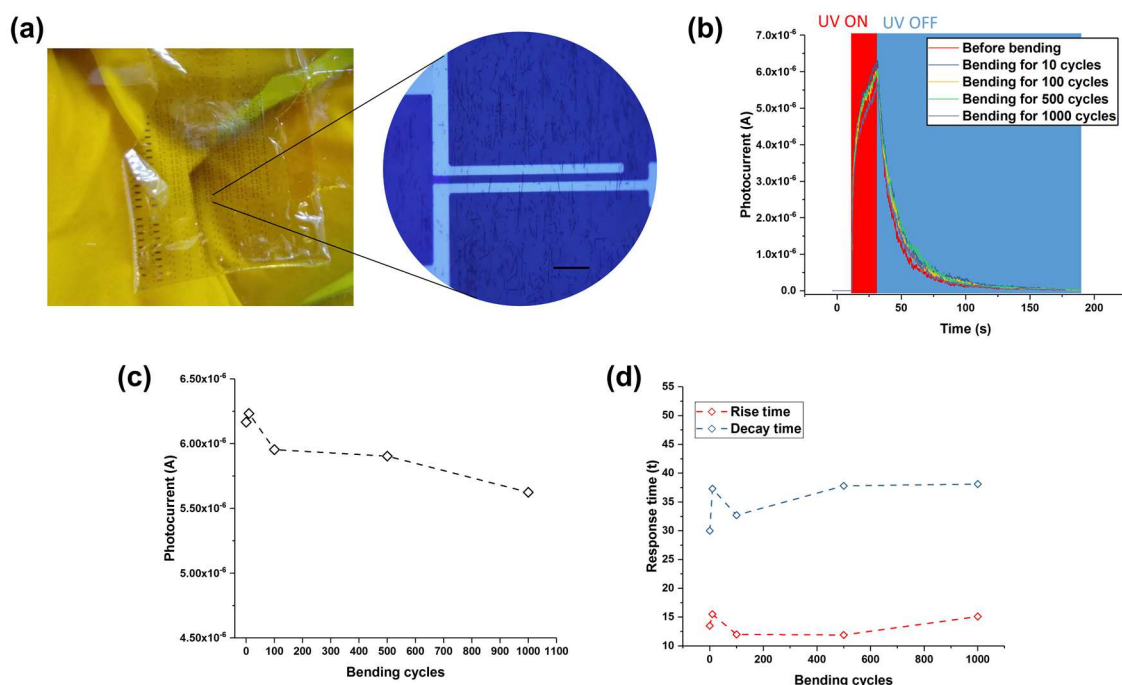 (a)
(b)
UV ON UV OFF
7.0x10⁻⁶
6.0x10⁻⁶
5.0x10⁻⁶
4.0x10⁻⁶
3.0x10⁻⁶
2.0x10⁻⁶
1.0x10⁻⁶
0.0
Photocurrent (A)
Before bending
Bending for 10 cycles
Bending for 100 cycles
Bending for 500 cycles
Bending for 1000 cycles
0 50 100 150 200
Time (s)
(c)
6.50x10⁻⁶
6.00x10⁻⁶
5.50x10⁻⁶
5.00x10⁻⁶
4.50x10⁻⁶
Photocurrent (A)
0 100 200 300 400 500 600 700 800 900 1000 1100
Bending cycles
(d)
55
50
45
40
35
30
25
20
15
10
Response time (t)
Rise time
Decay time
0 200 400 600 800 1000
Bending cycles